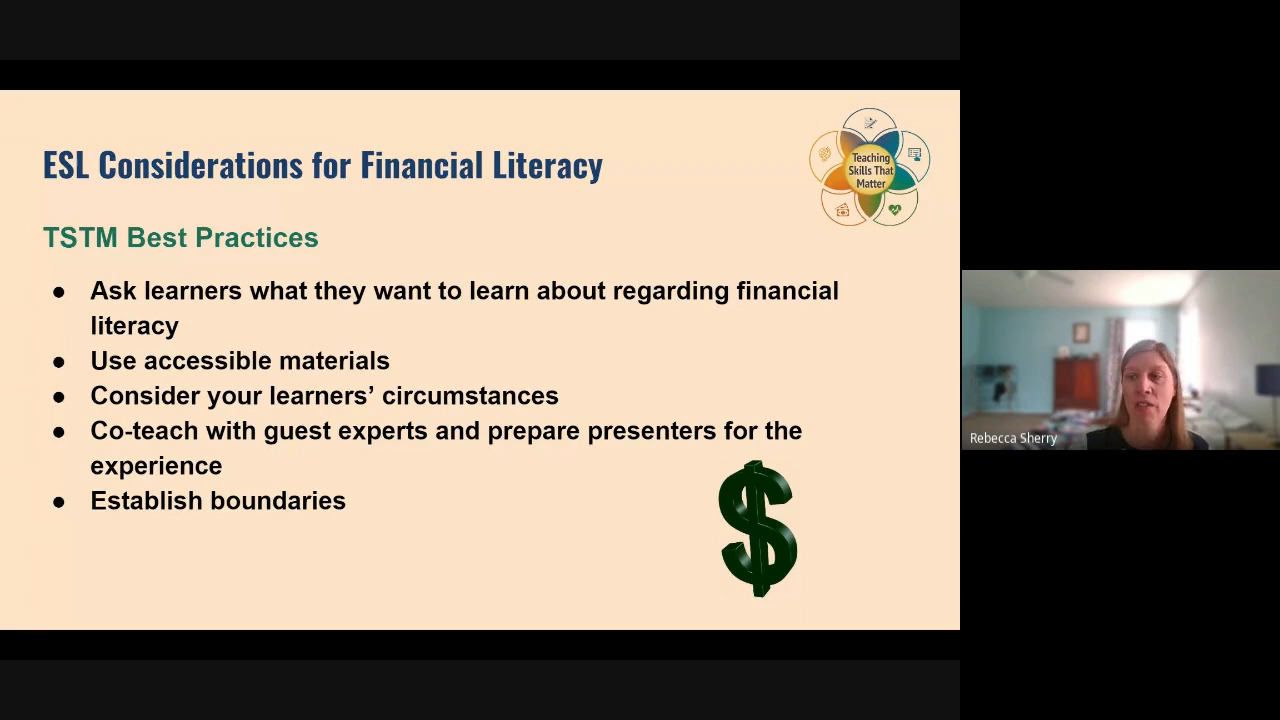 ESL Considerations for Financial Literacy
Teaching
Skills That
Matter
TSTM Best Practices
● Ask learners what they want to learn about regarding financial
literacy
● Use accessible materials
● Consider your learners’ circumstances
● Co-teach with guest experts and prepare presenters for the
experience
● Establish boundaries
Rebecca Sherry